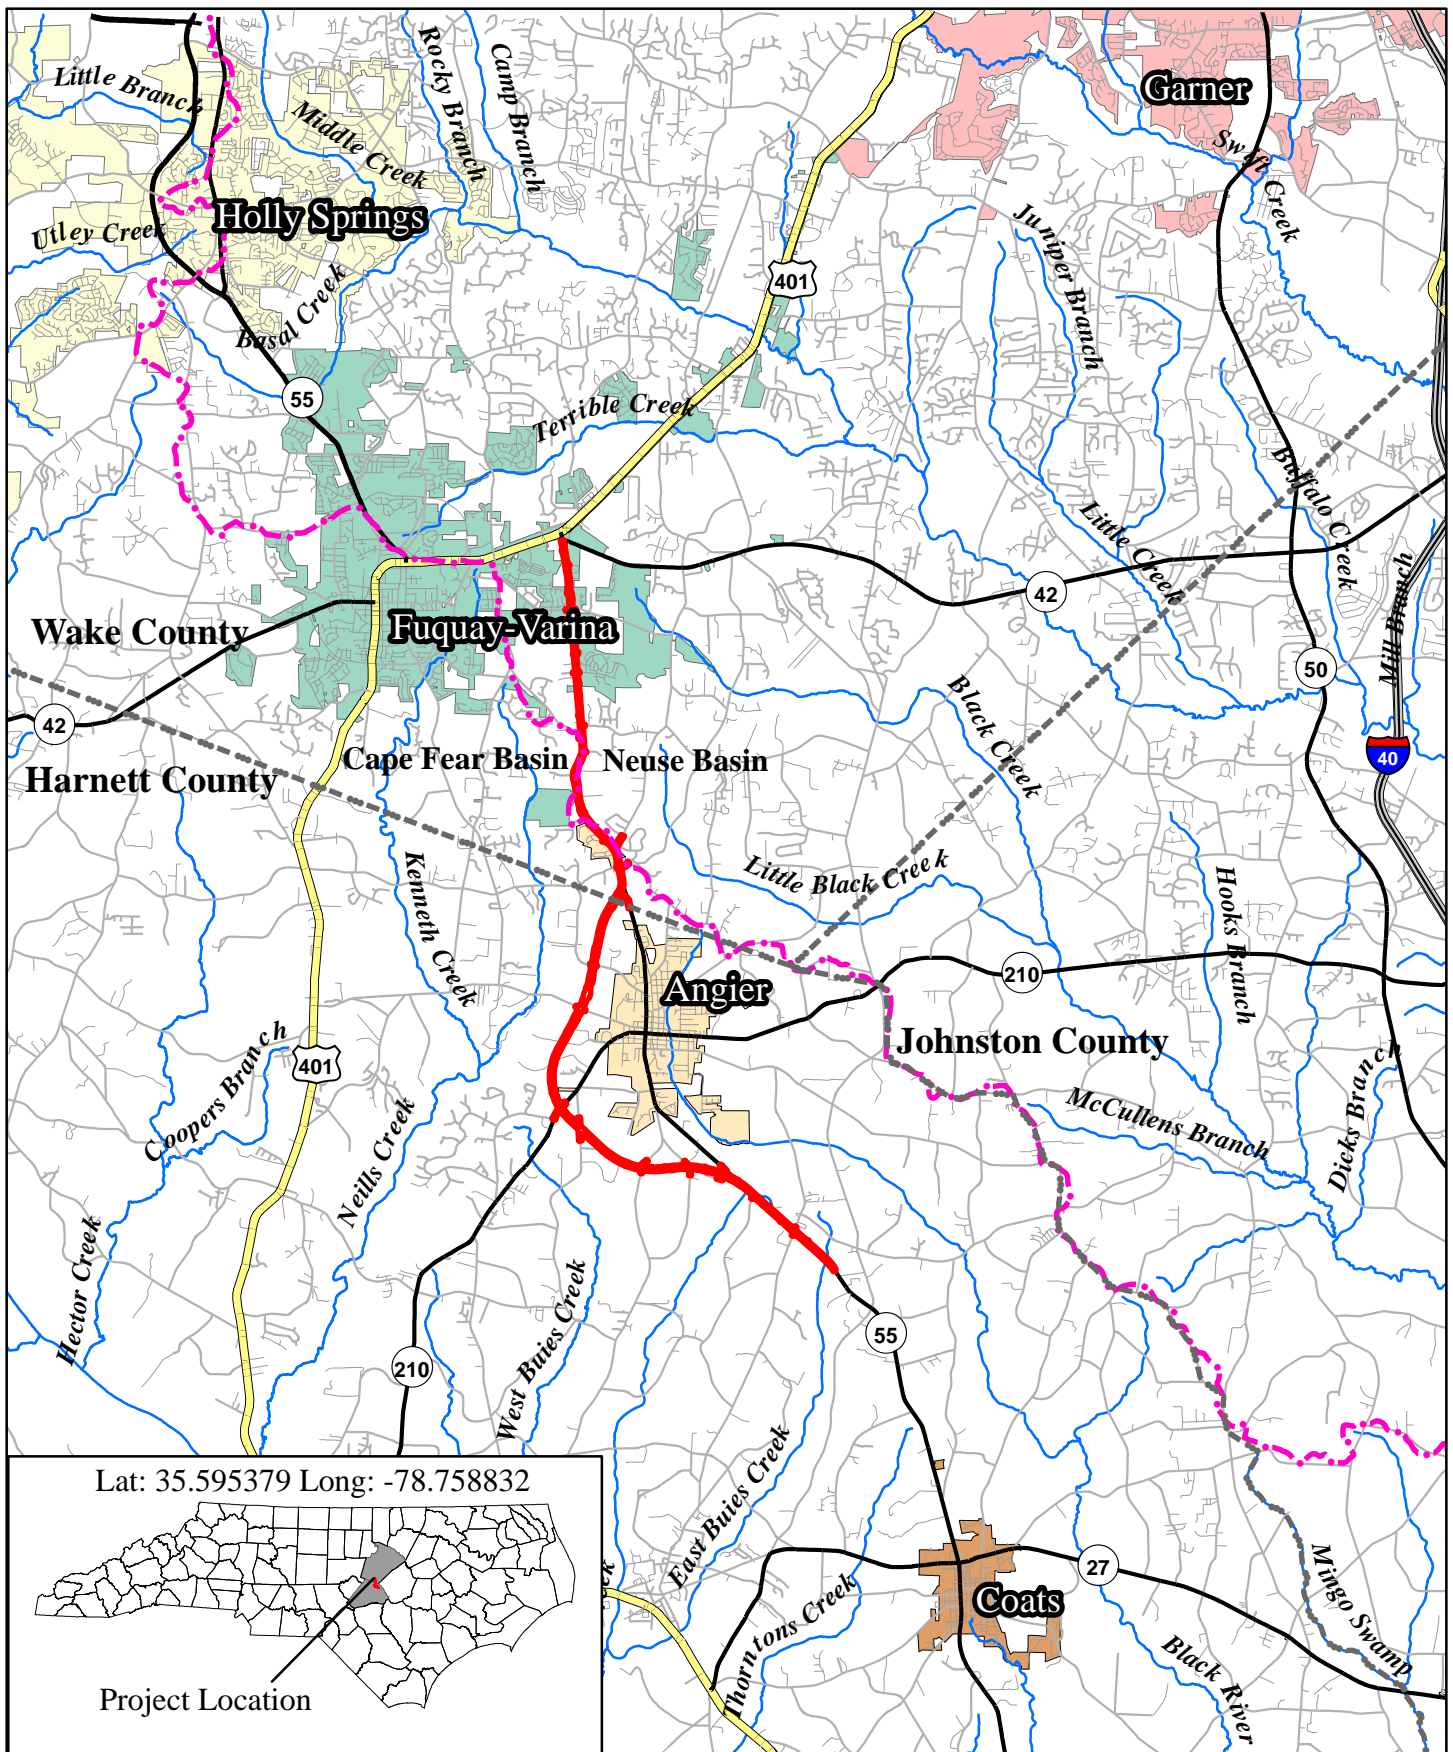 Little Branch
Rocky Branch
Camp Branch
Garner
Middle Creek
Swift Creek
Holly Springs
Utley Creek
Juniper Branch
401
Basal Creek
55
Terrible Creek
Buffalo Creek
Little Creek
42
Mill Branch
Wake County
Fuquay-Varina
50
42
Black Creek
Cape Fear Basin
Neuse Basin
40
Harnett County
Kenneth Creek
Little Black Creek
Hooks Branch
210
Angier
Johnston County
401
Coopers Branch
McCullens Branch
Dicks Branch
Neills Creek
Hector Creek
55
West Buies Creek
210
East Buies Creek
Lat: 35.595379 Long: -78.758832
27
Coats
Thorntons Creek
Mingo Swamp
Black River
Project Location